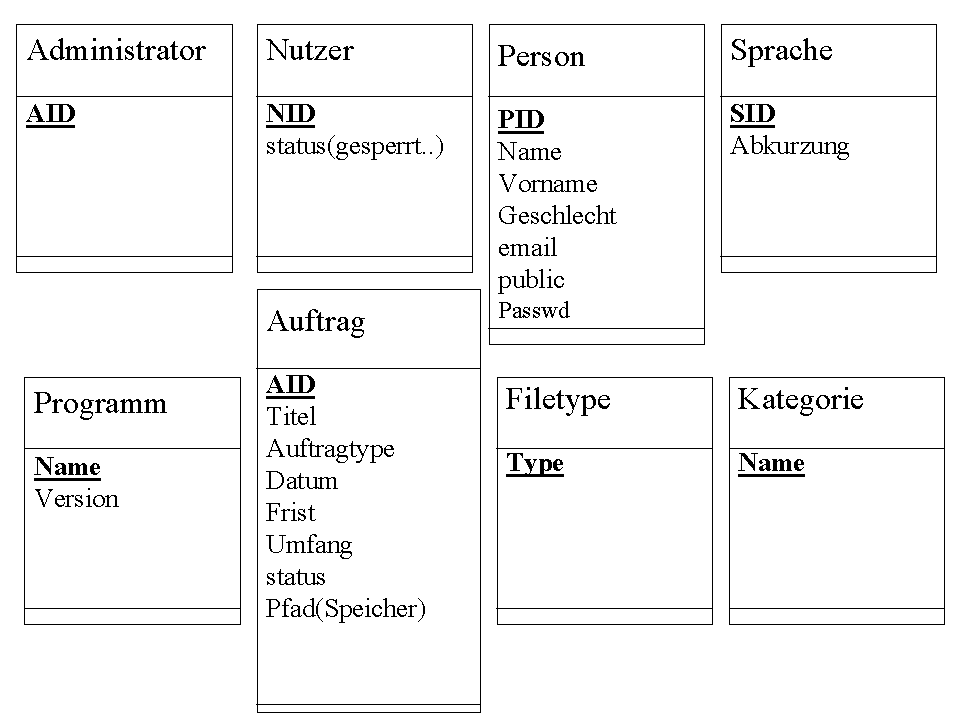 Administrator
AID
Nutzer
NID
status(gesperrt..)
Person
PID
Name
Vorname
Geschlecht
email
public
Passwd
Sprache
SID
Abkurzung
Programm
Name
Version
Auftrag
AID
Titel
Auftragtype
Datum
Frist
Umfang
status
Pfad(Speicher)
Filetype
Type
Kategorie
Name